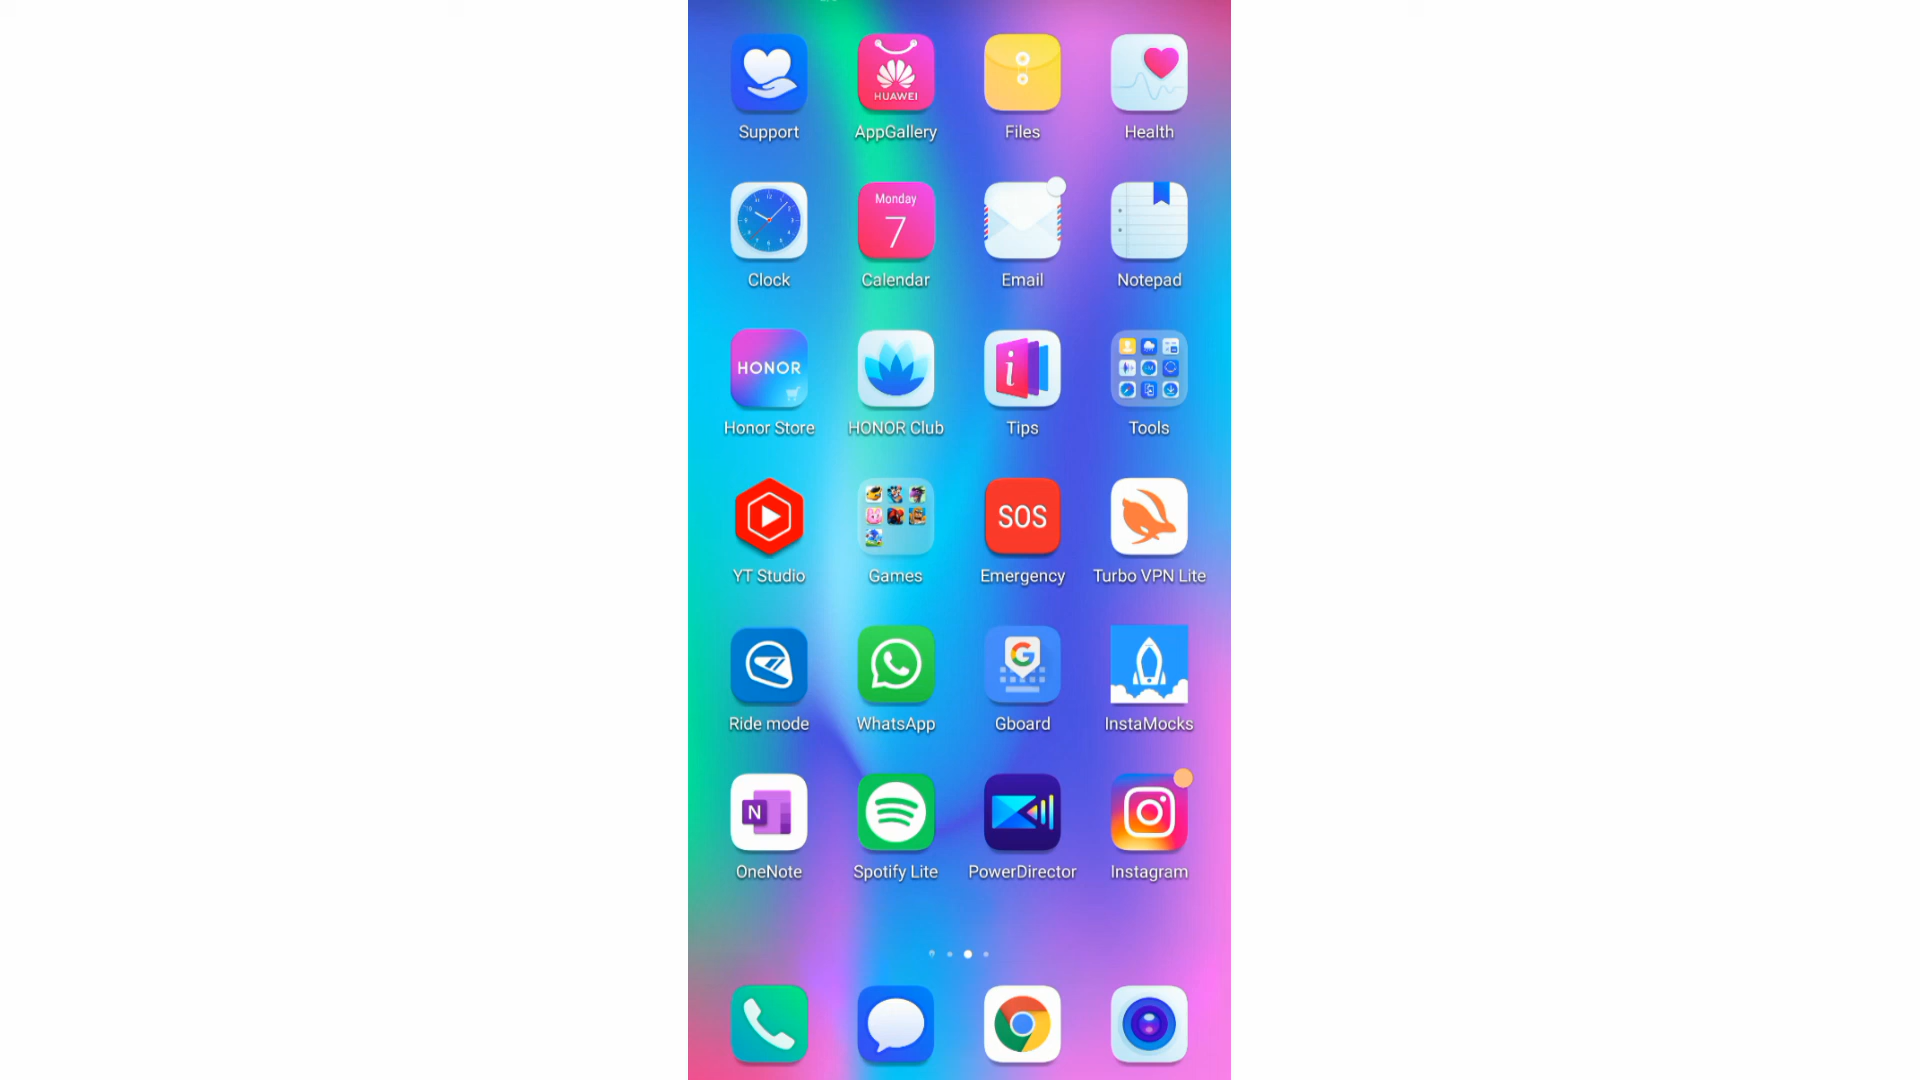 HUAWEI
Support AppGallery Files Health
Monday
7
Clock Calendar Email Notepad
HONOR
i
Honor Store HONOR Club Tips Tools
SOS
YT Studio Games Emergency Turbo VPN Lite
G
Ride mode WhatsApp Gboard InstaMocks
N
OneNote Spotify Lite PowerDirector Instagram